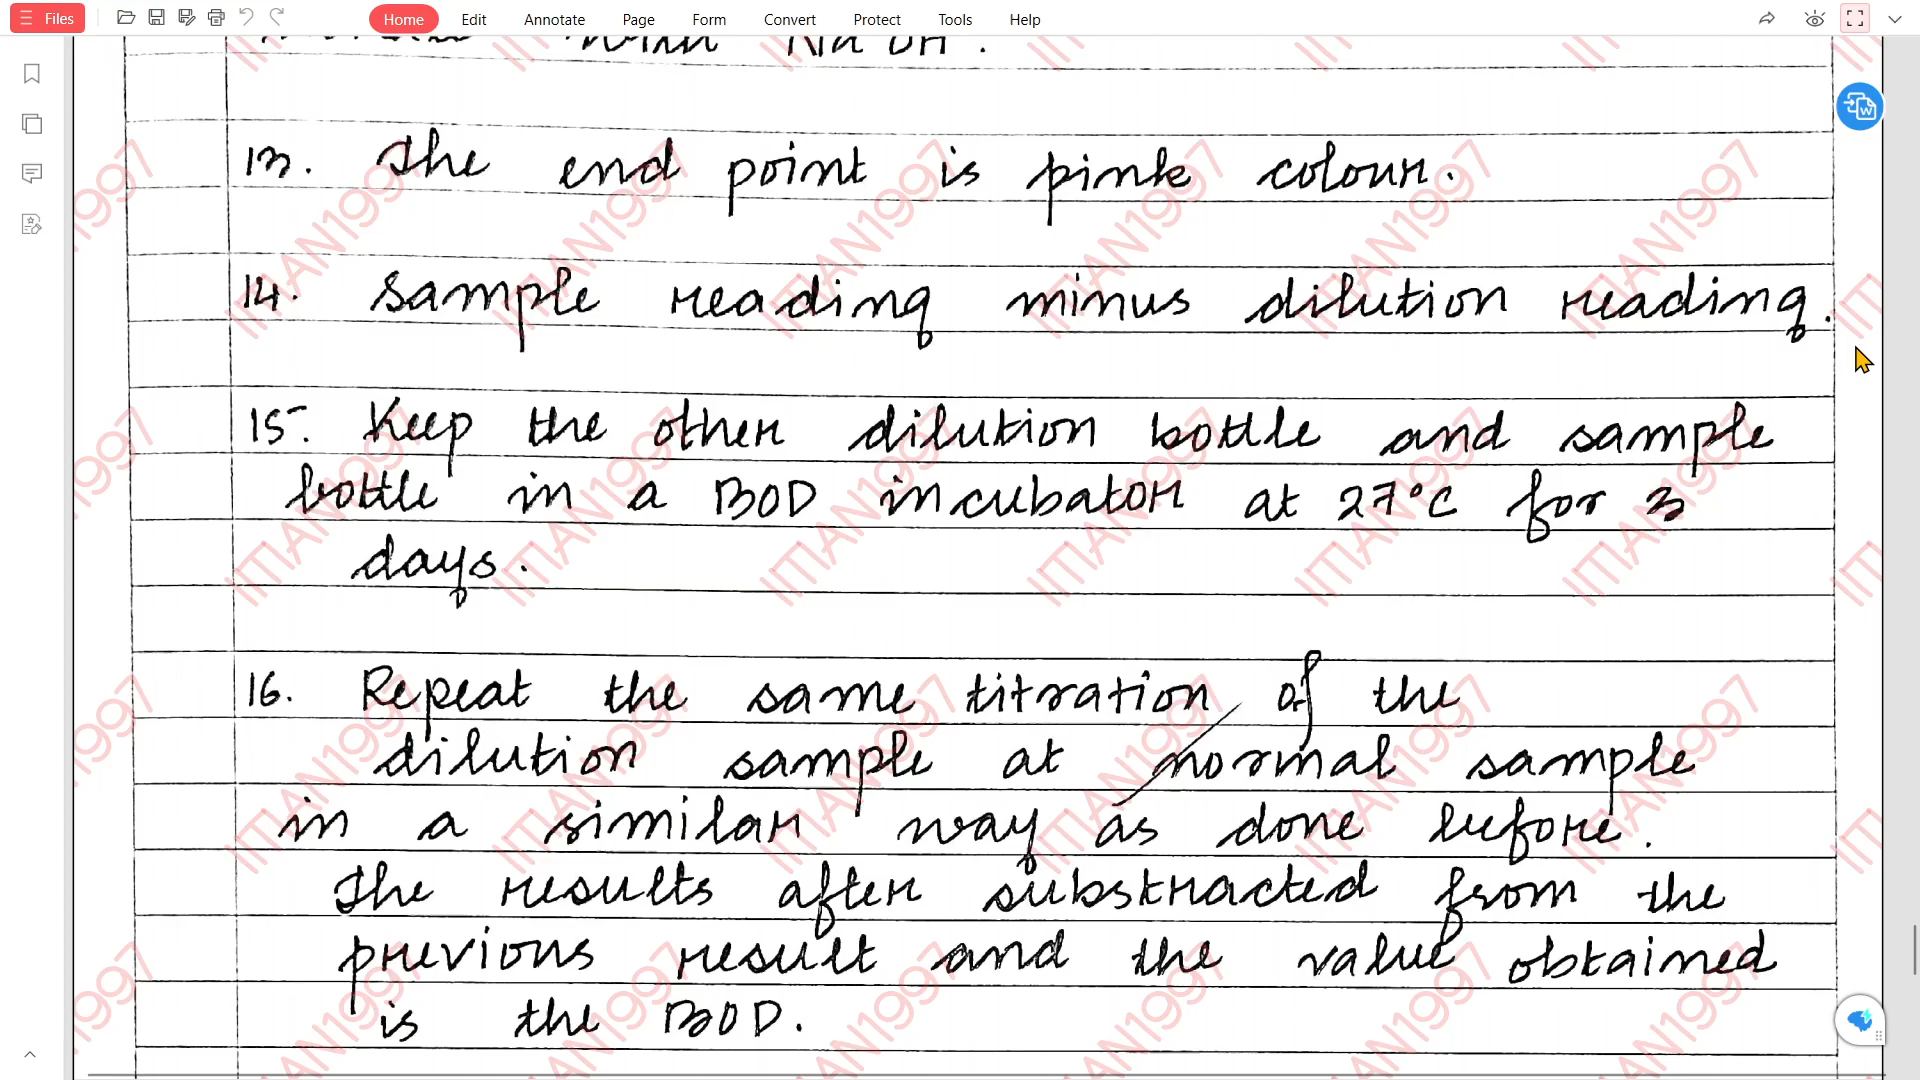 Files
Home Edit Annotate Page Form Convert Protect Tools Help
NaOH.
13. The end point is pink colour.
14. Sample reading minus dilution reading.
15. Keep the other dilution bottle and sample
bottle in a BOD incubator at 27°C for 3
days.
16. Repeat the same titration of the
dilution sample at normal sample
in a similar way as done before.
The results after substracted from the
previous result and the value obtained
is the BOD.
IITIAN1997